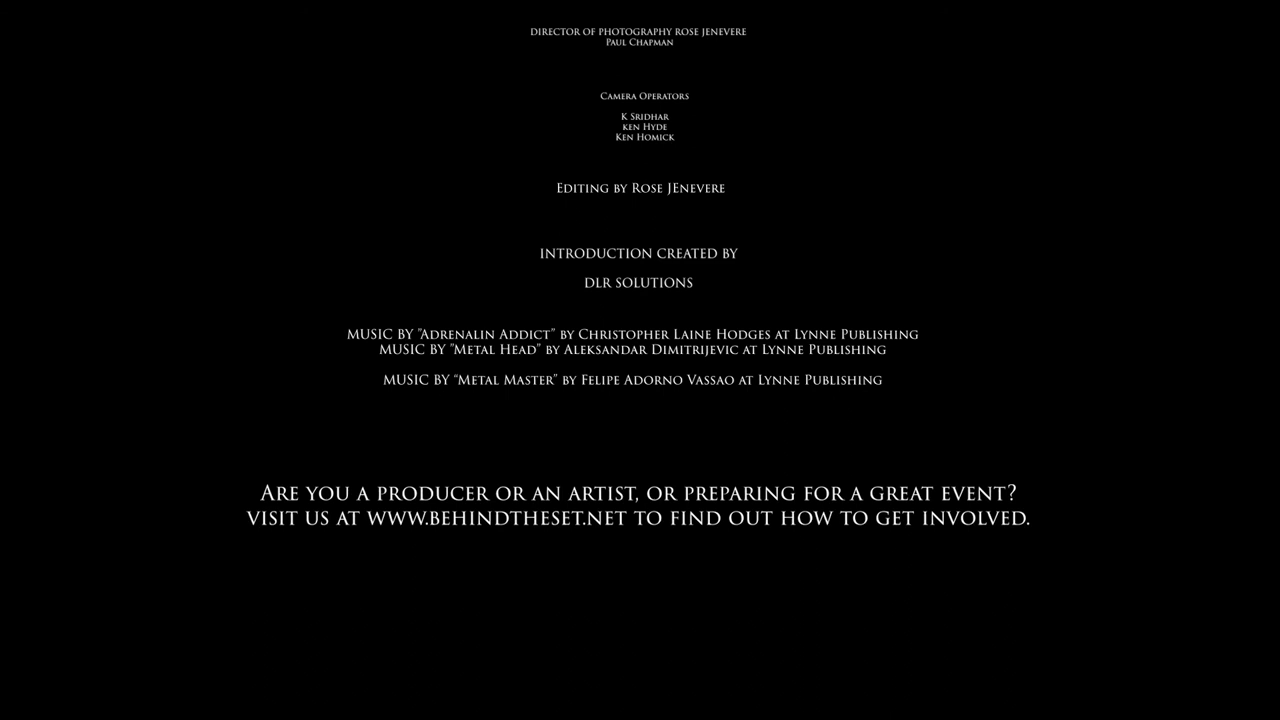 DIRECTOR OF PHOTOGRAPHY ROSE JENEVERE
PAUL CHAPMAN
CAMERA OPERATORS
K SRIDHAR
KEN HYDE
KEN HOMICK
EDITING BY ROSE JENEVERE
INTRODUCTION CREATED BY
DLR SOLUTIONS
MUSIC BY "ADRENALIN ADDICT" BY CHRISTOPHER LAINE HODGES AT LYNNE PUBLISHING
MUSIC BY "METAL HEAD" BY ALEKSANDAR DIMITRIJEVIC AT LYNNE PUBLISHING
MUSIC BY “METAL MASTER” BY FELIPE ADORNO VASSAO AT LYNNE PUBLISHING
ARE YOU A PRODUCER OR AN ARTIST, OR PREPARING FOR A GREAT EVENT?
VISIT US AT WWW.BEHINDTHESET.NET TO FIND OUT HOW TO GET INVOLVED.